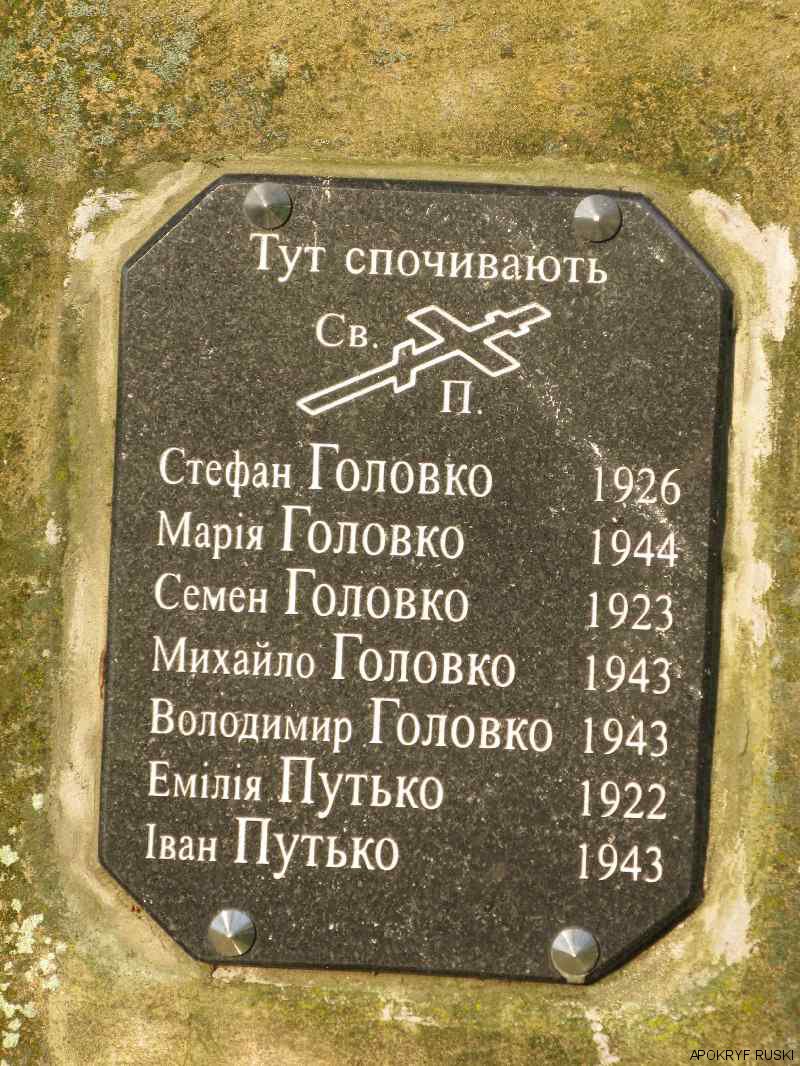 Тут спочивають
Св.
П.
Стефан Головко 1926
Марія Головко 1944
Семен Головко 1923
Михайло Головко 1943
Володимир Головко 1943
Емілія Путько 1922
Іван Путько 1943
APOKRYF RUSKI